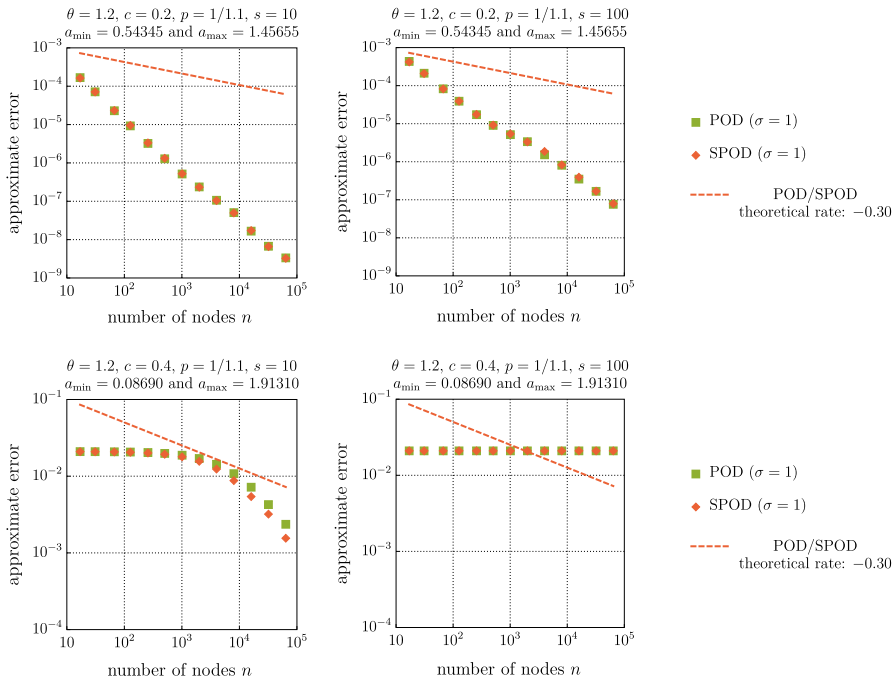 θ = 1.2, c = 0.2, p = 1/1.1, s = 10
a_min = 0.54345 and a_max = 1.45655
10^−3
10^−4
10^−5
10^−6
10^−7
10^−8
10^−9
approximate error
10
10^2
10^3
10^4
10^5
number of nodes n
θ = 1.2, c = 0.2, p = 1/1.1, s = 100
a_min = 0.54345 and a_max = 1.45655
10^−3
10^−4
10^−5
10^−6
10^−7
10^−8
10^−9
approximate error
10
10^2
10^3
10^4
10^5
number of nodes n
POD (σ = 1)
SPOD (σ = 1)
POD/SPOD
theoretical rate: −0.30
θ = 1.2, c = 0.4, p = 1/1.1, s = 10
a_min = 0.08690 and a_max = 1.91310
10^−1
10^−2
10^−3
10^−4
approximate error
10
10^2
10^3
10^4
10^5
number of nodes n
θ = 1.2, c = 0.4, p = 1/1.1, s = 100
a_min = 0.08690 and a_max = 1.91310
10^−1
10^−2
10^−3
10^−4
approximate error
10
10^2
10^3
10^4
10^5
number of nodes n
POD (σ = 1)
SPOD (σ = 1)
POD/SPOD
theoretical rate: −0.30